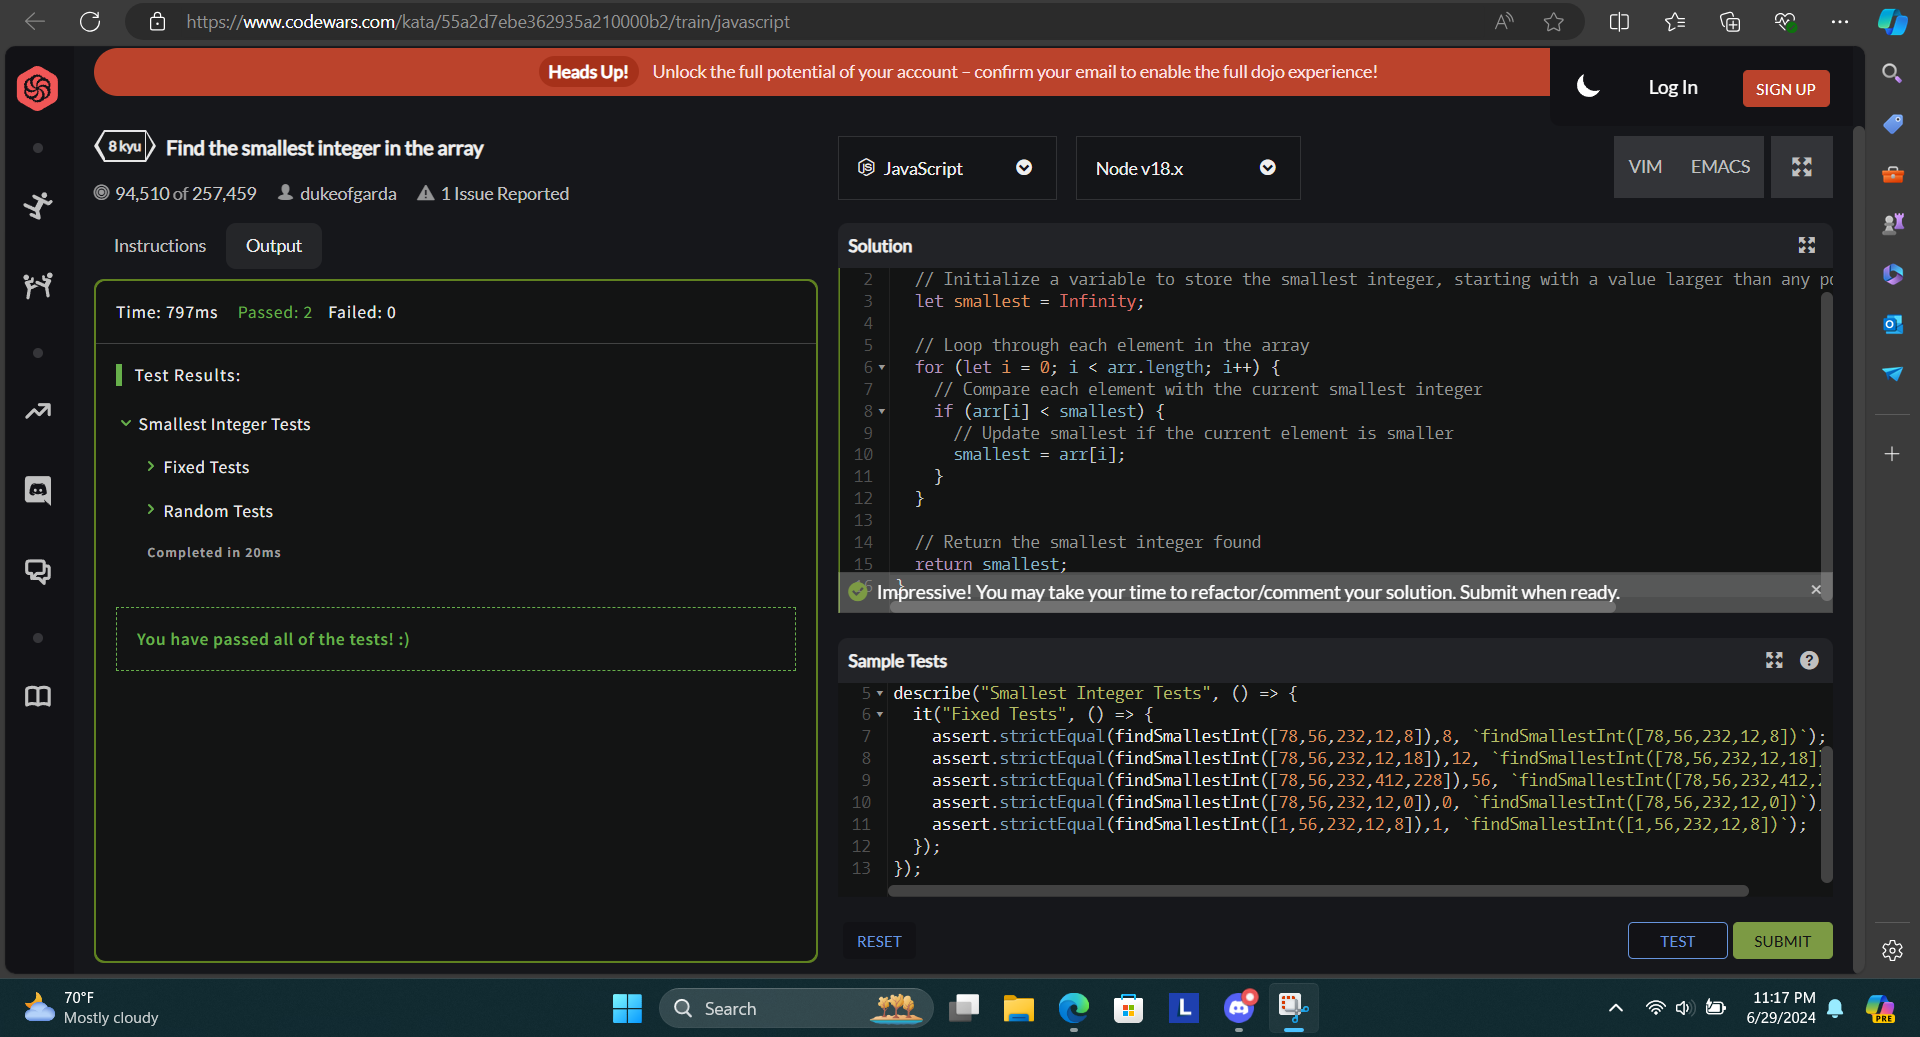 https://www.codewars.com/kata/55a2d7ebe362935a210000b2/train/javascript
Heads Up! Unlock the full potential of your account – confirm your email to enable the full dojo experience!
Log In
SIGN UP
8 kyu
Find the smallest integer in the array
94,510 of 257,459 dukeofgarda 1 Issue Reported
JavaScript
Node v18.x
VIM EMACS
Instructions
Output
Time: 797ms Passed: 2 Failed: 0
Test Results:
Smallest Integer Tests
Fixed Tests
Random Tests
Completed in 20ms
You have passed all of the tests! :)
Solution
2 // Initialize a variable to store the smallest integer, starting with a value larger than any
3 let smallest = Infinity;
4
5 // Loop through each element in the array
6 for (let i = 0; i < arr.length; i++) {
7 // Compare each element with the current smallest integer
8 if (arr[i] < smallest) {
9 // Update smallest if the current element is smaller
10 smallest = arr[i];
11 }
12 }
13
14 // Return the smallest integer found
15 return smallest;
16 }
Impressive! You may take your time to refactor/comment your solution. Submit when ready.
Sample Tests
5 describe("Smallest Integer Tests", () => {
6 it("Fixed Tests", () => {
7 assert.strictEqual(findSmallestInt([78,56,232,12,8]),8, `findSmallestInt([78,56,232,12,8])`);
8 assert.strictEqual(findSmallestInt([78,56,232,12,18]),12, `findSmallestInt([78,56,232,12,18]
9 assert.strictEqual(findSmallestInt([78,56,232,412,228]),56, `findSmallestInt([78,56,232,412,
10 assert.strictEqual(findSmallestInt([78,56,232,12,0]),0, `findSmallestInt([78,56,232,12,0])`)
11 assert.strictEqual(findSmallestInt([1,56,232,12,8]),1, `findSmallestInt([1,56,232,12,8])`);
12 });
13 });
RESET
TEST
SUBMIT
70°F
Mostly cloudy
Search
L
11:17 PM
6/29/2024
PRE